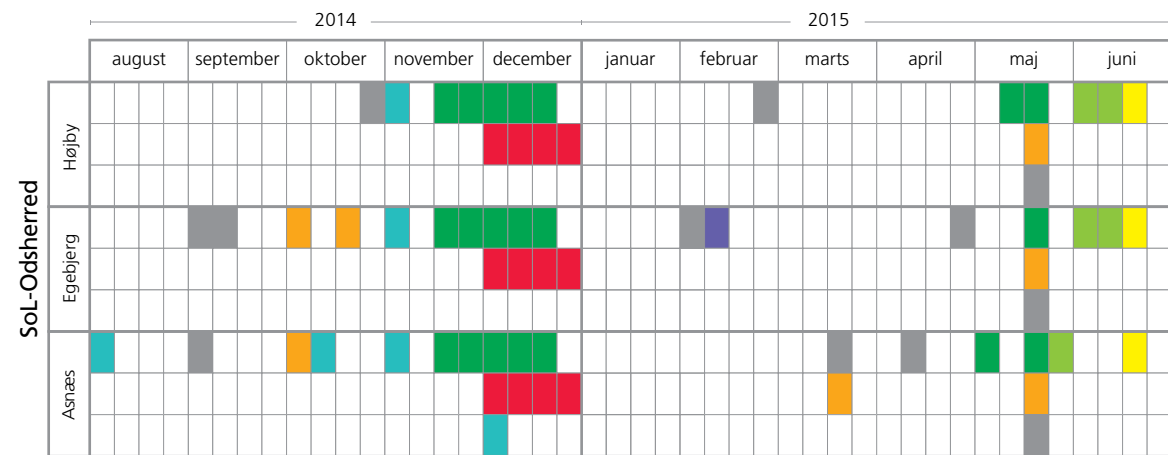 2014 2015
august september oktober november december januar februar marts april maj juni
SoL-Odsherred
Højby
Egebjerg
Asnæs